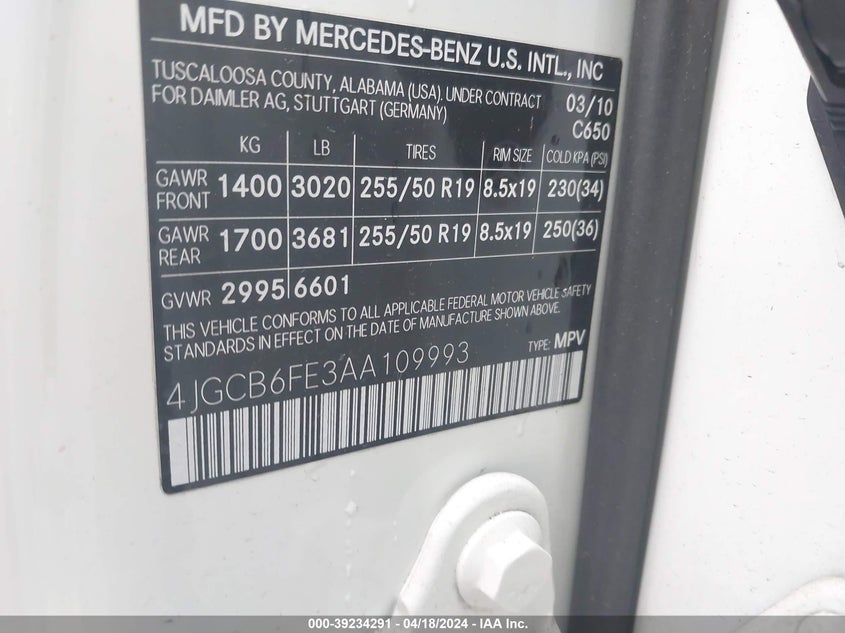 MFD BY MERCEDES-BENZ U.S. INTL., INC
TUSCALOOSA COUNTY, ALABAMA (USA). UNDER CONTRACT 03/10
FOR DAIMLER AG, STUTTGART (GERMANY) C650
KG LB TIRES RIM SIZE COLD KPA (PSI)
GAWR FRONT 1400 3020 255/50 R19 8.5x19 230(34)
GAWR REAR 1700 3681 255/50 R19 8.5x19 250(36)
GVWR 2995 6601
THIS VEHICLE CONFORMS TO ALL APPLICABLE FEDERAL MOTOR VEHICLE SAFETY
STANDARDS IN EFFECT ON THE DATE OF MANUFACTURE SHOWN ABOVE.
4JGCB6FE3AA109993 TYPE: MPV
000-39234291 - 04/18/2024 - IAA Inc.